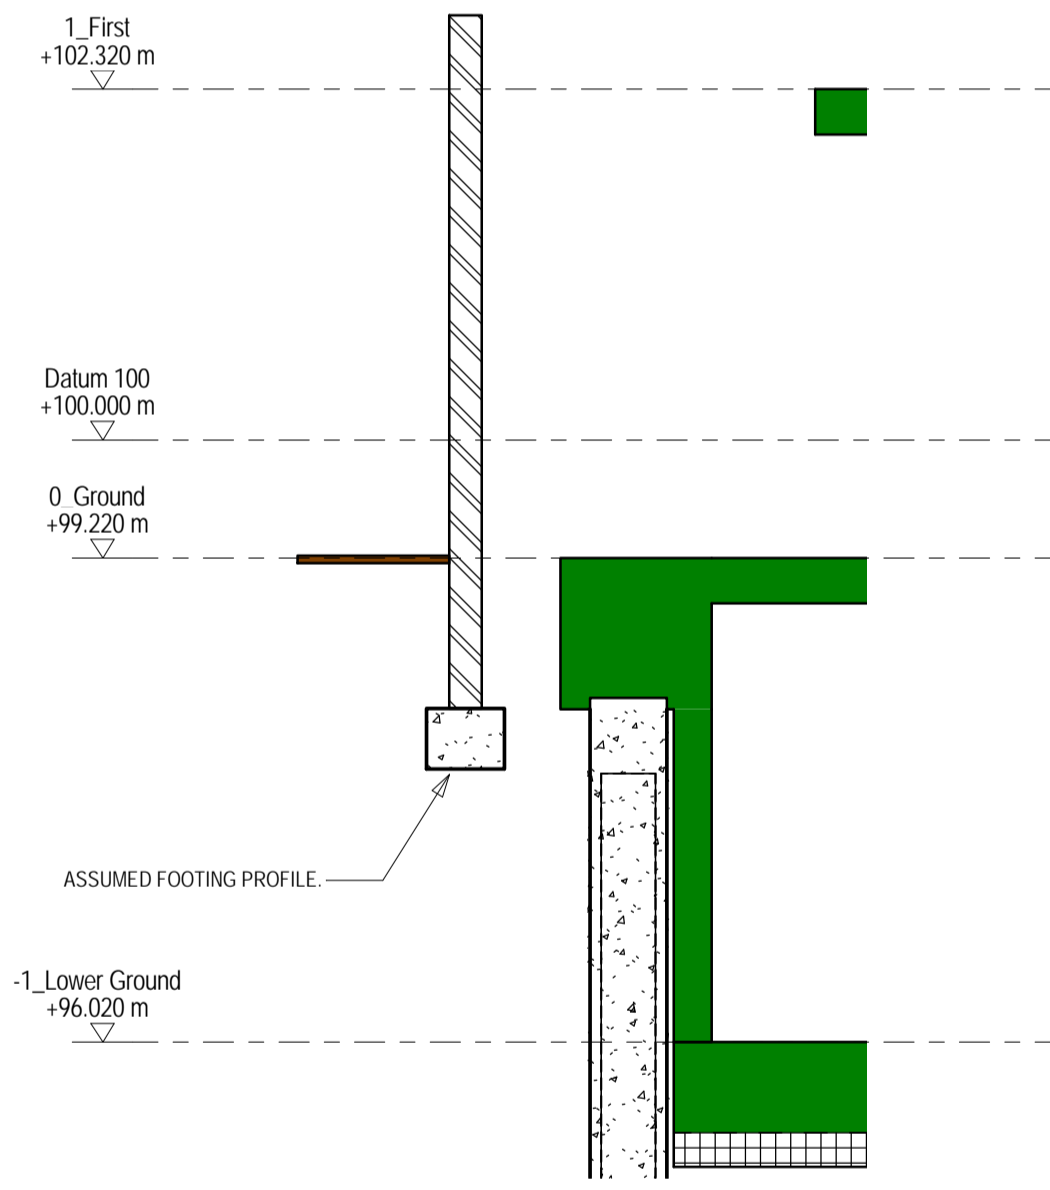 1_First
+102.320 m
Datum 100
+100.000 m
0_Ground
+99.220 m
ASSUMED FOOTING PROFILE.
-1_Lower Ground
+96.020 m